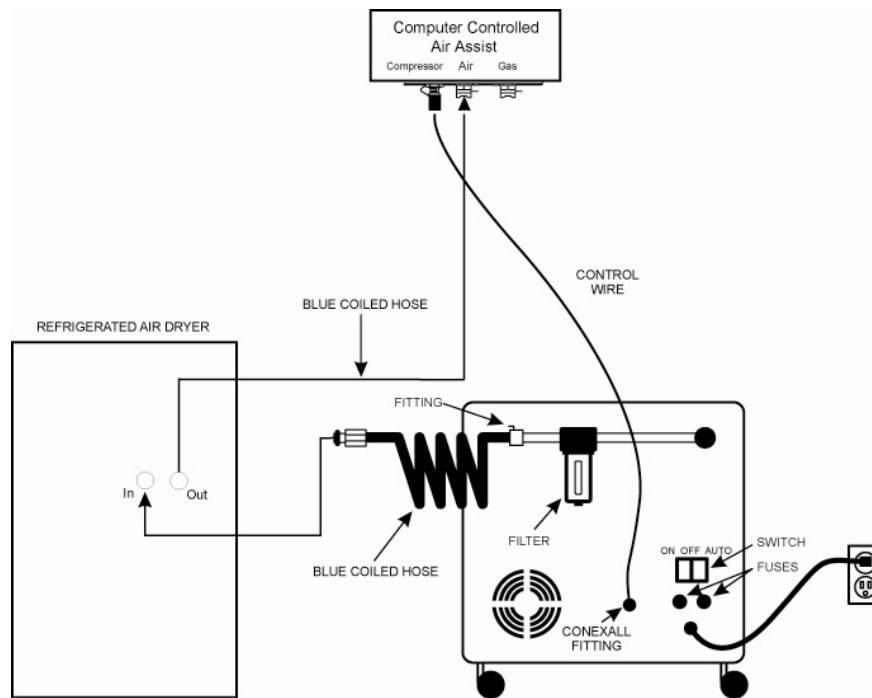 Computer Controlled
Air Assist
Compressor Air Gas
CONTROL
WIRE
BLUE COILED HOSE
REFRIGERATED AIR DRYER
FITTING
In
Out
FILTER
BLUE COILED HOSE
ON OFF AUTO
SWITCH
FUSES
CONEXALL
FITTING